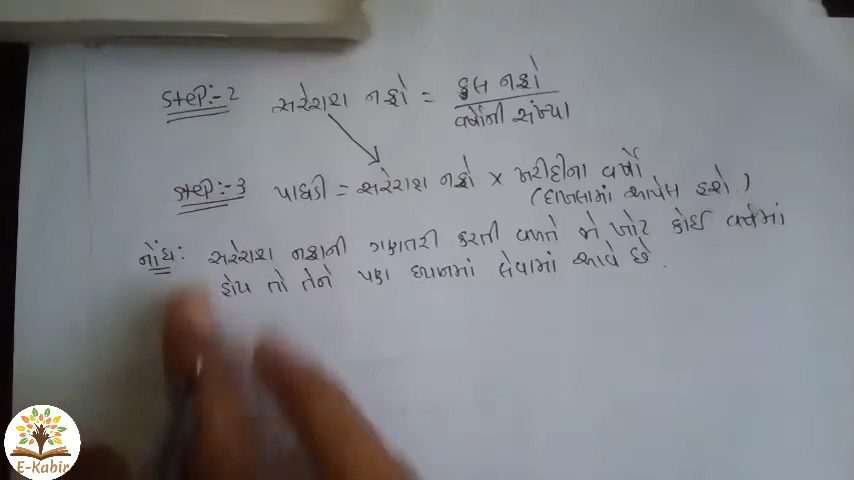 Step:-2 સરેરાશ નફો = કુલ નફો / વર્ષોની સંખ્યા
Step:-3 પાઘડી = સરેરાશ નફો × ખરીદીના વર્ષો
(દાખલામાં આપેલ હશે.)
નોંધ: સરેરાશ નફાની ગણતરી કરતી વખતે જો ખોટ કોઈ વર્ષમાં
હોય તો તેને પણ ધ્યાનમાં લેવામાં આવે છે.
E-Kabir